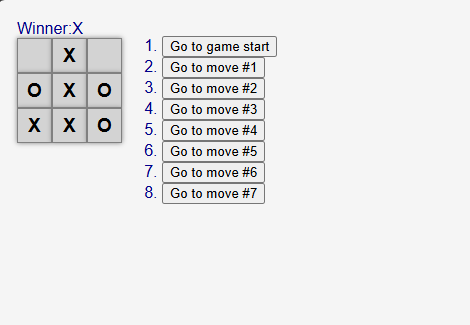 Winner:X
X
O X O
X X O
1. Go to game start
2. Go to move #1
3. Go to move #2
4. Go to move #3
5. Go to move #4
6. Go to move #5
7. Go to move #6
8. Go to move #7